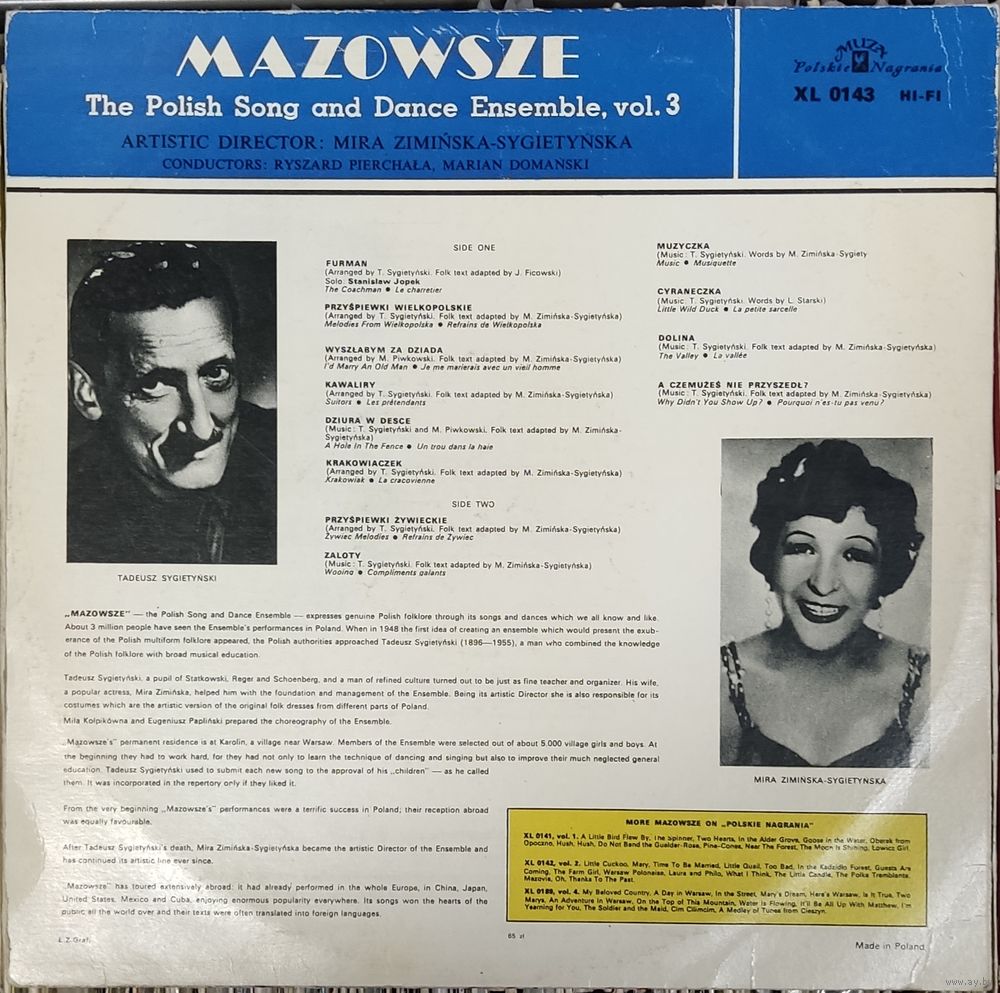 MAZOWSZE
The Polish Song and Dance Ensemble, vol. 3
ARTISTIC DIRECTOR: MIRA ZIMIŃSKA-SYGIETYŃSKA
CONDUCTORS: RYSZARD PIERCHAŁA, MARIAN DOMAŃSKI
MUZA
Polskie Nagrania
XL 0143 HI-FI
SIDE ONE
FURMAN
(Arranged by T. Sygietyński. Folk text adapted by J. Ficowski)
Solo: Stanisław Jopek
The Coachman ● Le charretier
PRZYŚPIEWKI WIELKOPOLSKIE
(Arranged by T. Sygietyński. Folk text adapted by M. Zimińska-Sygietyńska)
Melodies From Wielkopolska ● Refrains de Wielkopolska
WYSZŁABYM ZA DZIADA
(Arranged by M. Piwkowski. Folk text adapted by M. Zimińska-Sygietyńska)
I'd Marry An Old Man ● Je me marierais avec un vieil homme
KAWALIRY
(Arranged by T. Sygietyński. Folk text adapted by M. Zimińska-Sygietyńska)
Suitors ● Les prétendants
DZIURA W DESCE
(Music: T. Sygietyński and M. Piwkowski. Folk text adapted by M. Zimińska-
Sygietyńska)
A Hole In The Fence ● Un trou dans la haie
KRAKOWIACZEK
(Arranged by T. Sygietyński. Folk text adapted by M. Zimińska-Sygietyńska)
Krakowiak ● La cracovienne
SIDE TWO
PRZYŚPIEWKI ŻYWIECKIE
(Arranged by T. Sygietyński. Folk text adapted by M. Zimińska-Sygietyńska)
Żywiec Melodies ● Refrains de Żywiec
ZALOTY
(Music: T. Sygietyński. Folk text adapted by M. Zimińska-Sygietyńska)
Wooing ● Compliments galants
MUZYCZKA
(Music: T. Sygietyński. Words by M. Zimińska-Sygiety
Music ● Musiquette
CYRANECZKA
(Music: T. Sygietyński. Words by L. Starski)
Little Wild Duck ● La petite sarcelle
DOLINA
(Music: T. Sygietyński. Folk text adapted by M. Zimińska-Sygietyńska)
The Valley ● La vallée
A CZEMUŻEŚ NIE PRZYSZEDŁ?
(Music: T. Sygietyński. Folk text adapted by M. Zimińska-Sygietyńska)
Why Didn't You Show Up? ● Pourquoi n'es-tu pas venu?
TADEUSZ SYGIETYŃSKI
MIRA ZIMIŃSKA-SYGIETYŃSKA
„MAZOWSZE" — the Polish Song and Dance Ensemble — expresses genuine Polish folklore through its songs and dances which we all know and like.
About 3 million people have seen the Ensemble's performances in Poland. When in 1948 the first idea of creating an ensemble which would present the exub-
erance of the Polish multiform folklore appeared, the Polish authorities approached Tadeusz Sygietyński (1896—1955), a man who combined the knowledge
of the Polish folklore with broad musical education.
Tadeusz Sygietyński, a pupil of Statkowski, Reger and Schoenberg, and a man of refined culture turned out to be just as fine teacher and organizer. His wife,
a popular actress, Mira Zimińska, helped him with the foundation and management of the Ensemble. Being its artistic Director she is also responsible for its
costumes which are the artistic version of the original folk dresses from different parts of Poland.
Miła Kołpikówna and Eugeniusz Papliński prepared the choreography of the Ensemble.
„Mazowsze's" permanent residence is at Karolin, a village near Warsaw. Members of the Ensemble were selected out of about 5.000 village girls and boys. At
the beginning they had to work hard, for they had not only to learn the technique of dancing and singing but also to improve their much neglected general
education. Tadeusz Sygietyński used to submit each new song to the approval of his „children" — as he called
them. It was incorporated in the repertory only if they liked it.
From the very beginning „Mazowsze's" performances were a terrific success in Poland; their reception abroad
was equally favourable.
After Tadeusz Sygietyński's death, Mira Zimińska-Sygietyńska became the artistic Director of the Ensemble and
has continued its artistic line ever since.
„Mazowsze" has toured extensively abroad: it had already performed in the whole Europe, in China, Japan,
United States, Mexico and Cuba, enjoying enormous popularity everywhere. Its songs won the hearts of the
public all the world over and their texts were often translated into foreign languages.
MORE MAZOWSZE ON „POLSKIE NAGRANIA"
XL 0141, vol. 1. A Little Bird Flew By, The Spinner, Two Hearts, In the Alder Grove, Goose in the Water, Oberek from
Opoczno, Hush, Hush, Do Not Bend the Guelder-Rose, Pine-Cones, Near The Forest, The Moon Is Shining, Łowicz Girl.
XL 0142, vol. 2. Little Cuckoo, Mary, Time To Be Married, Little Quail, Too Bad, In the Kadzidło Forest, Guests Are
Coming, The Farm Girl, Warsaw Polonaise, Laura and Philo, What I Think, The Little Candle, The Polka Tremblante,
Mazovia, Oh, Thanks To The Past.
XL 0189, vol. 4. My Beloved Country, A Day in Warsaw, In the Street, Mary's Dream, Here's Warsaw, Is It True, Two
Marys, An Adventure in Warsaw, On the Top of This Mountain, Water Is Flowing, It'll Be All Up With Matthew, I'm
Yearning for You, The Soldier and the Maid, Cim Cilimcim, A Medley of Tunes from Cieszyn.
Ł.Z.Graf.
65 zł
Made in Poland